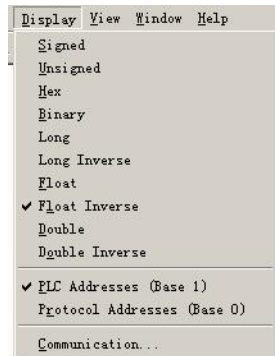 Display View Window Help
Signed
Unsigned
Hex
Binary
Long
Long Inverse
Float
✔ Float Inverse
Double
Double Inverse
✔ PLC Addresses (Base 1)
Protocol Addresses (Base 0)
Communication...